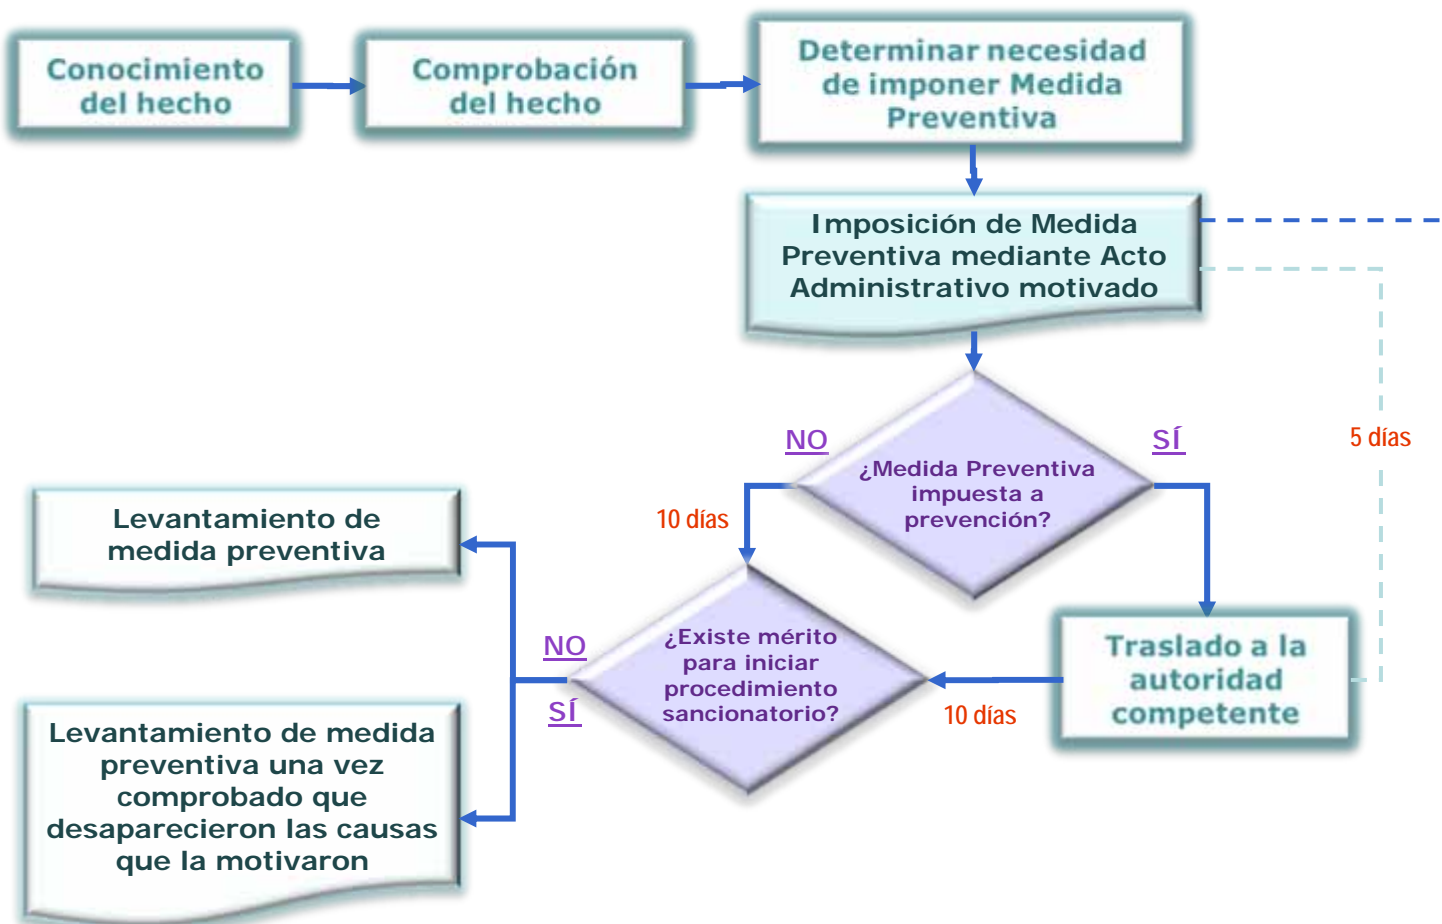 Conocimiento
del hecho
Comprobación
del hecho
Determinar necesidad
de imponer Medida
Preventiva
Imposición de Medida
Preventiva mediante Acto
Administrativo motivado
¿Medida Preventiva
impuesta a
prevención?
NO
SÍ
5 días
10 días
Traslado a la
autoridad
competente
10 días
¿Existe mérito
para iniciar
procedimiento
sancionatorio?
NO
SÍ
Levantamiento de
medida preventiva
Levantamiento de medida
preventiva una vez
comprobado que
desaparecieron las causas
que la motivaron